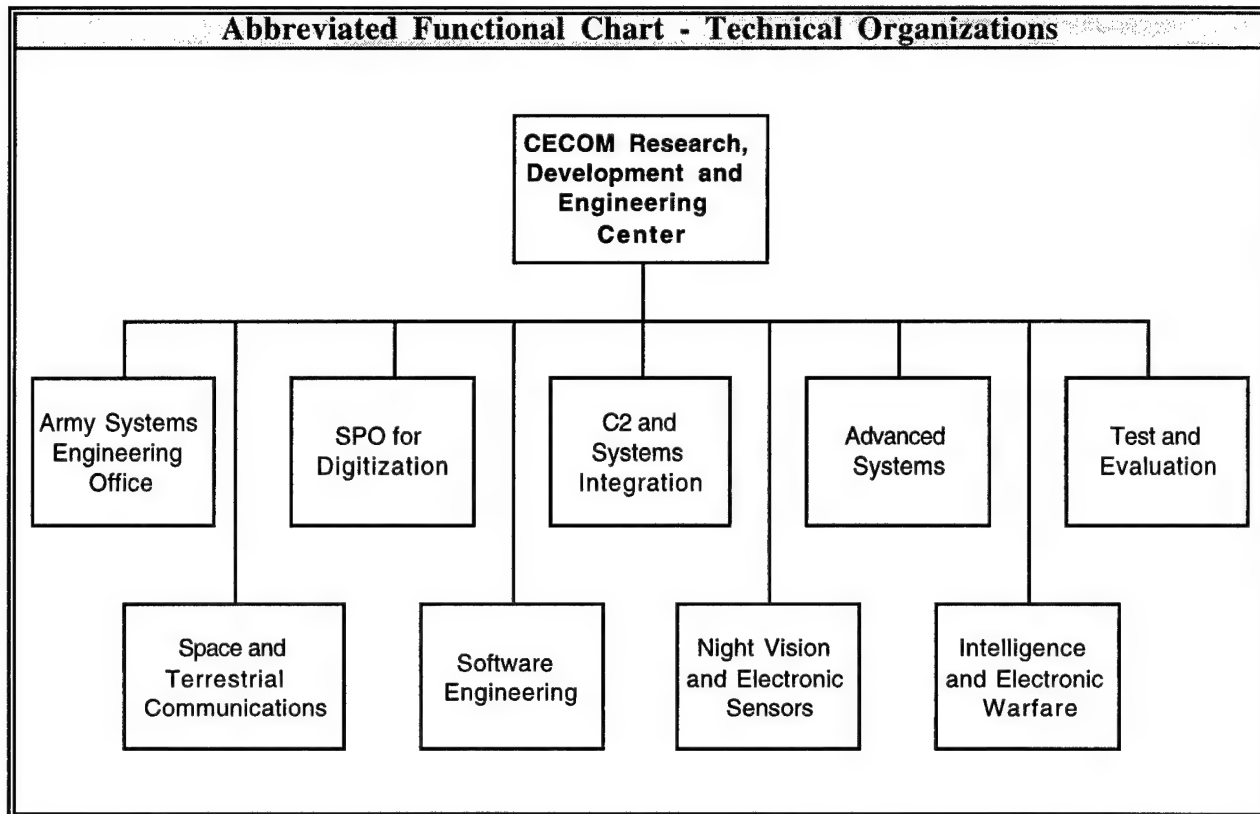 Abbreviated Functional Chart - Technical Organizations
CECOM Research,
Development and
Engineering
Center
Army Systems
Engineering
Office
SPO for
Digitization
C2 and
Systems
Integration
Advanced
Systems
Test and
Evaluation
Space and
Terrestrial
Communications
Software
Engineering
Night Vision
and Electronic
Sensors
Intelligence
and Electronic
Warfare